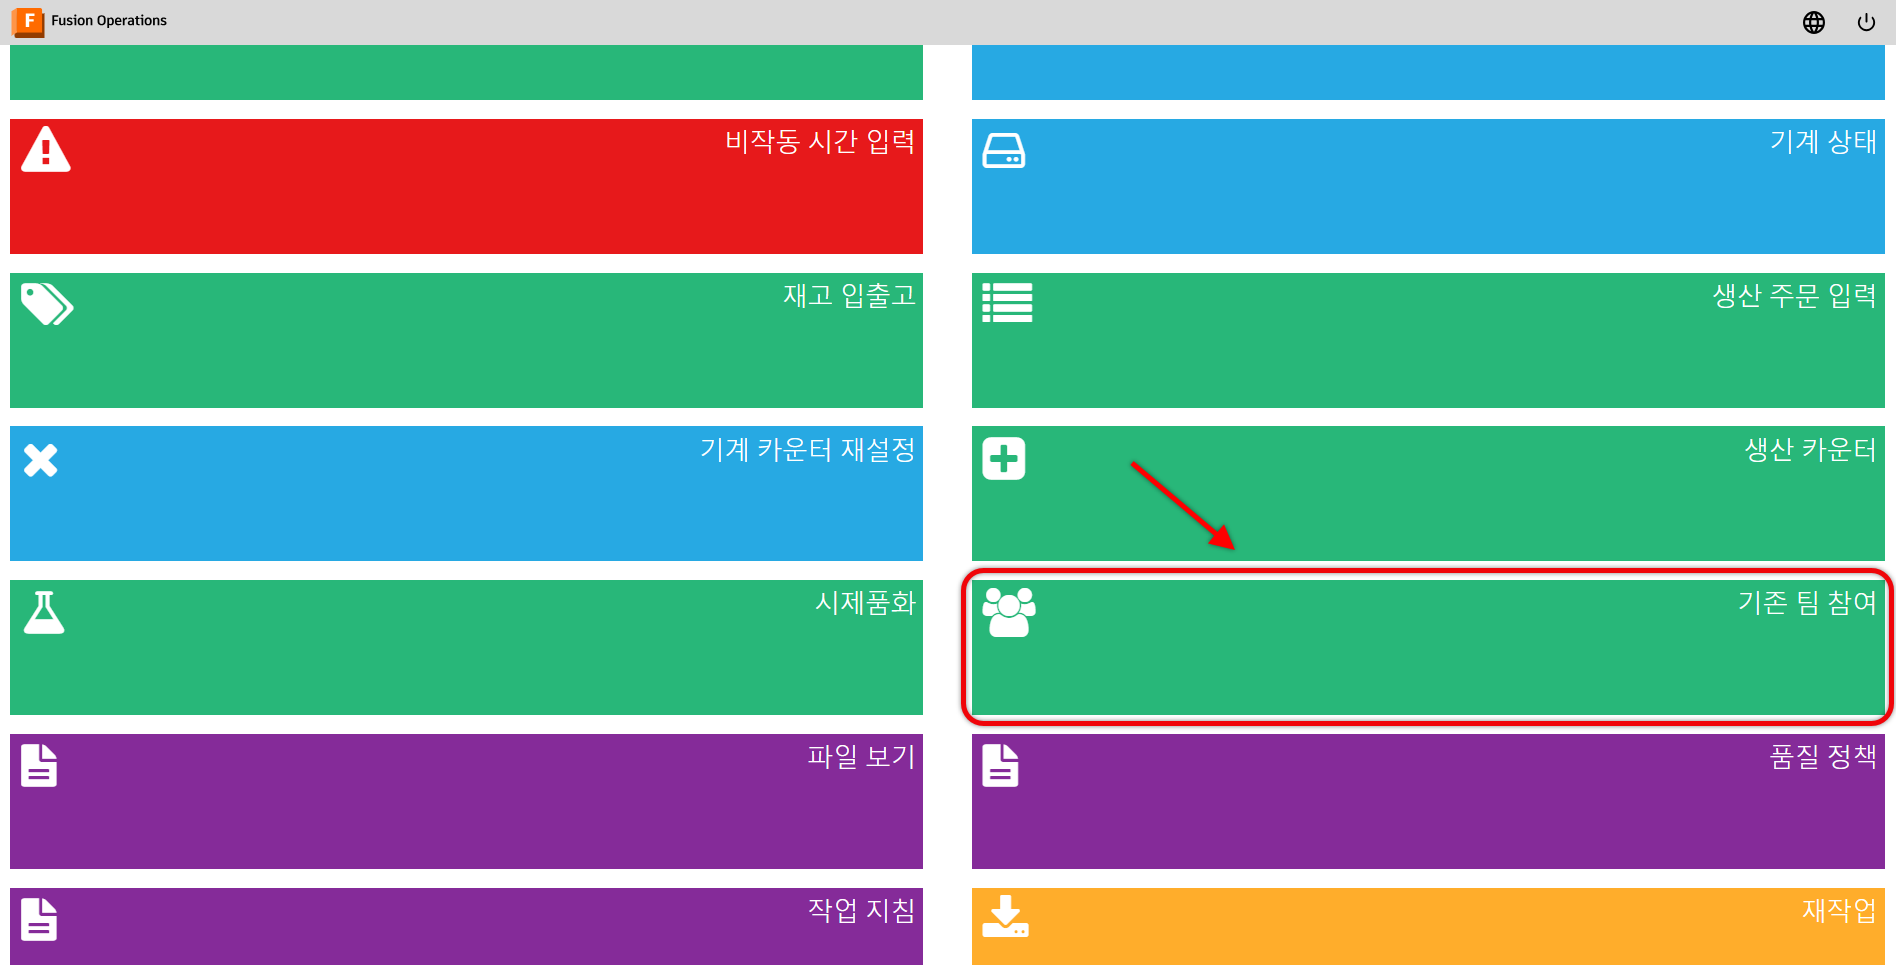 Fusion Operations
비작동 시간 입력
기계 상태
재고 입출고
생산 주문 입력
기계 카운터 재설정
생산 카운터
시제품화
기존 팀 참여
파일 보기
품질 정책
작업 지침
재작업